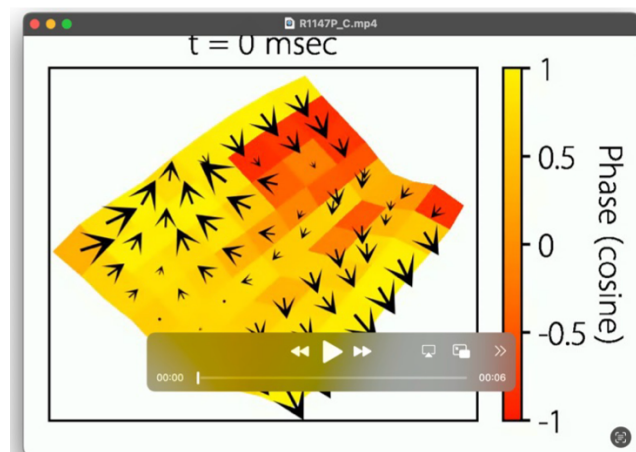 R1147P_C.mp4
t = 0 msec
1
0.5
0
-0.5
-1
Phase (cosine)
00:00
00:06